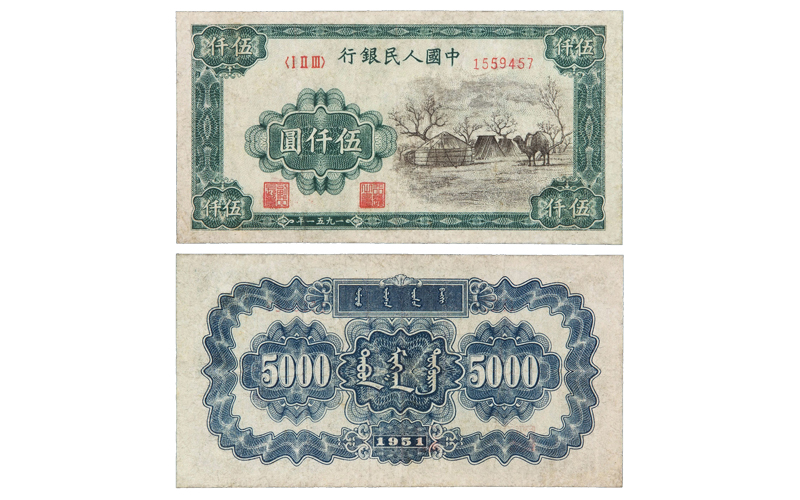 伍仟
伍仟
〈I II III〉
中國人民銀行
1559457
伍仟圓
伍仟
伍仟
一九五一年
5000
5000
1951